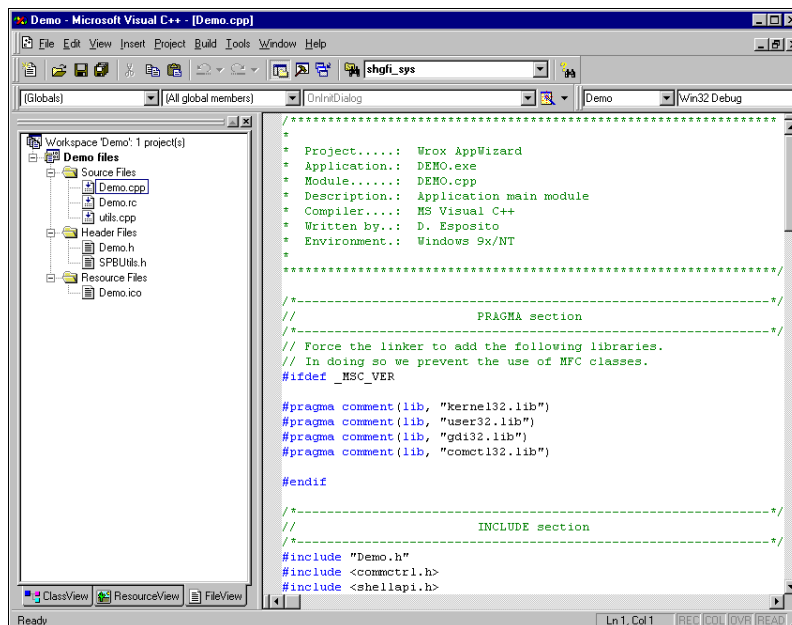 Demo - Microsoft Visual C++ - [Demo.cpp]
File Edit View Insert Project Build Tools Window Help
shgfi_sys
(Globals) (All global members) OnInitDialog Demo Win32 Debug
Workspace 'Demo': 1 project(s)
Demo files
Source Files
Demo.cpp
Demo.rc
utils.cpp
Header Files
Demo.h
SPBUtils.h
Resource Files
Demo.ico
ClassView ResourceView FileView
/*****************************************************************
*
* Project.....: Wrox AppWizard
* Application.: DEMO.exe
* Module......: DEMO.cpp
* Description.: Application main module
* Compiler....: MS Visual C++
* Written by..: D. Esposito
* Environment.: Windows 9x/NT
*
******************************************************************/
/*---------------------------------------------------------------*/
// PRAGMA section
/*---------------------------------------------------------------*/
// Force the linker to add the following libraries.
// In doing so we prevent the use of MFC classes.
#ifdef _MSC_VER
#pragma comment(lib, "kernel32.lib")
#pragma comment(lib, "user32.lib")
#pragma comment(lib, "gdi32.lib")
#pragma comment(lib, "comctl32.lib")
#endif
/*---------------------------------------------------------------*/
// INCLUDE section
/*---------------------------------------------------------------*/
#include "Demo.h"
#include <commctrl.h>
#include <shellapi.h>
Ready Ln 1, Col 1 REC COL OVR READ